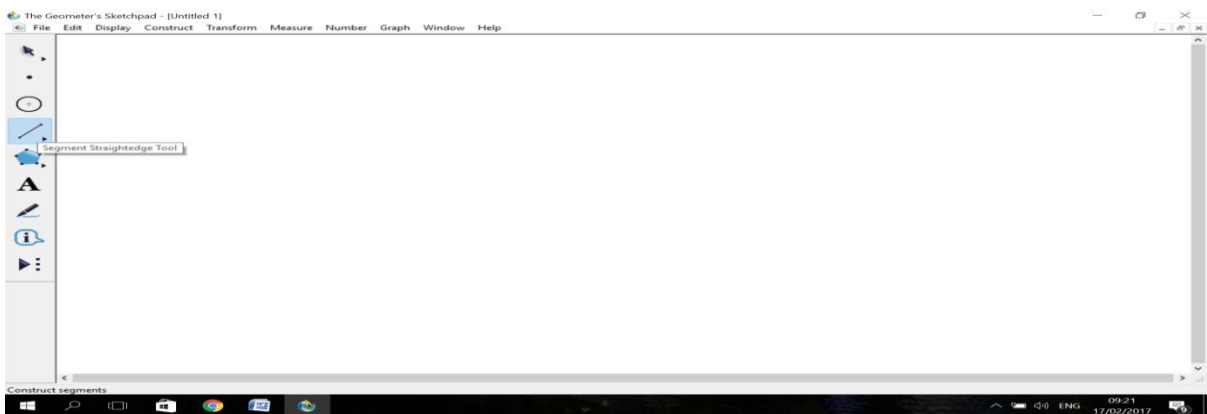 The Geometer's Sketchpad - [Untitled 1]
File Edit Display Construct Transform Measure Number Graph Window Help
Segment Straightedge Tool
A
i
Construct segments
ENG 09:21
17/02/2017